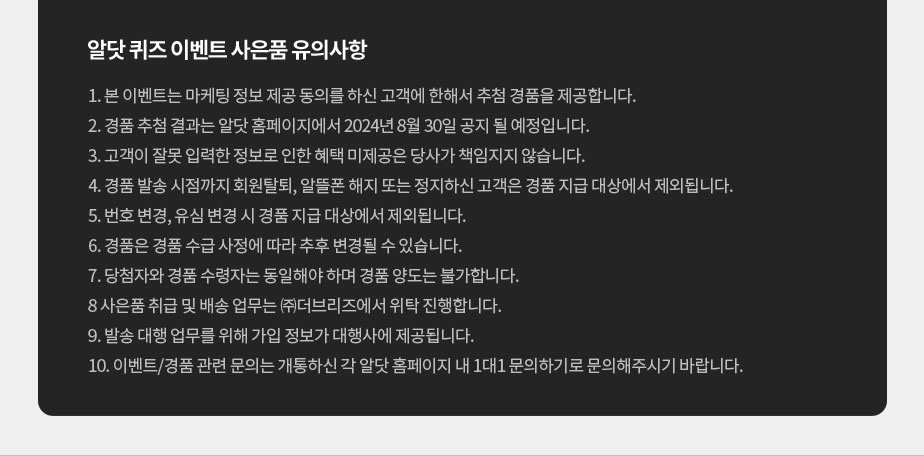 알닷 퀴즈 이벤트 사은품 유의사항
1. 본 이벤트는 마케팅 정보 제공 동의를 하신 고객에 한해서 추첨 경품을 제공합니다.
2. 경품 추첨 결과는 알닷 홈페이지에서 2024년 8월 30일 공지 될 예정입니다.
3. 고객이 잘못 입력한 정보로 인한 혜택 미제공은 당사가 책임지지 않습니다.
4. 경품 발송 시점까지 회원탈퇴, 알뜰폰 해지 또는 정지하신 고객은 경품 지급 대상에서 제외됩니다.
5. 번호 변경, 유심 변경 시 경품 지급 대상에서 제외됩니다.
6. 경품은 경품 수급 사정에 따라 추후 변경될 수 있습니다.
7. 당첨자와 경품 수령자는 동일해야 하며 경품 양도는 불가합니다.
8 사은품 취급 및 배송 업무는 ㈜더브리즈에서 위탁 진행합니다.
9. 발송 대행 업무를 위해 가입 정보가 대행사에 제공됩니다.
10. 이벤트/경품 관련 문의는 개통하신 각 알닷 홈페이지 내 1대1 문의하기로 문의해주시기 바랍니다.